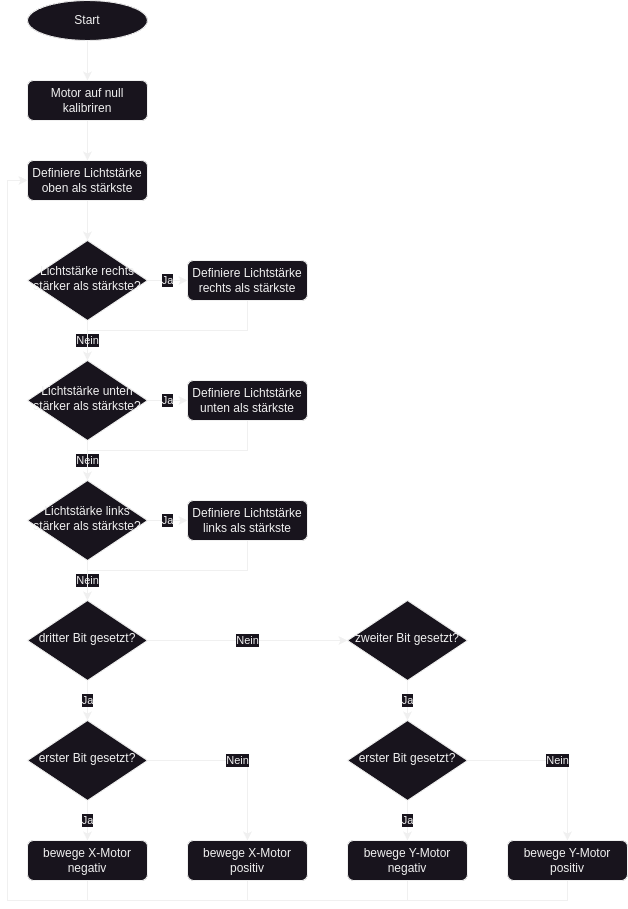 Start
Motor auf null
kalibriren
Definiere Lichtstärke
oben als stärkste
Lichtstärke rechts
stärker als stärkste?
Ja
Definiere Lichtstärke
rechts als stärkste
Nein
Lichtstärke unten
stärker als stärkste?
Ja
Definiere Lichtstärke
unten als stärkste
Nein
Lichtstärke links
stärker als stärkste?
Ja
Definiere Lichtstärke
links als stärkste
Nein
dritter Bit gesetzt?
Nein
zweiter Bit gesetzt?
Ja
Ja
erster Bit gesetzt?
Nein
erster Bit gesetzt?
Nein
Ja
Ja
bewege X-Motor
negativ
bewege X-Motor
positiv
bewege Y-Motor
negativ
bewege Y-Motor
positiv